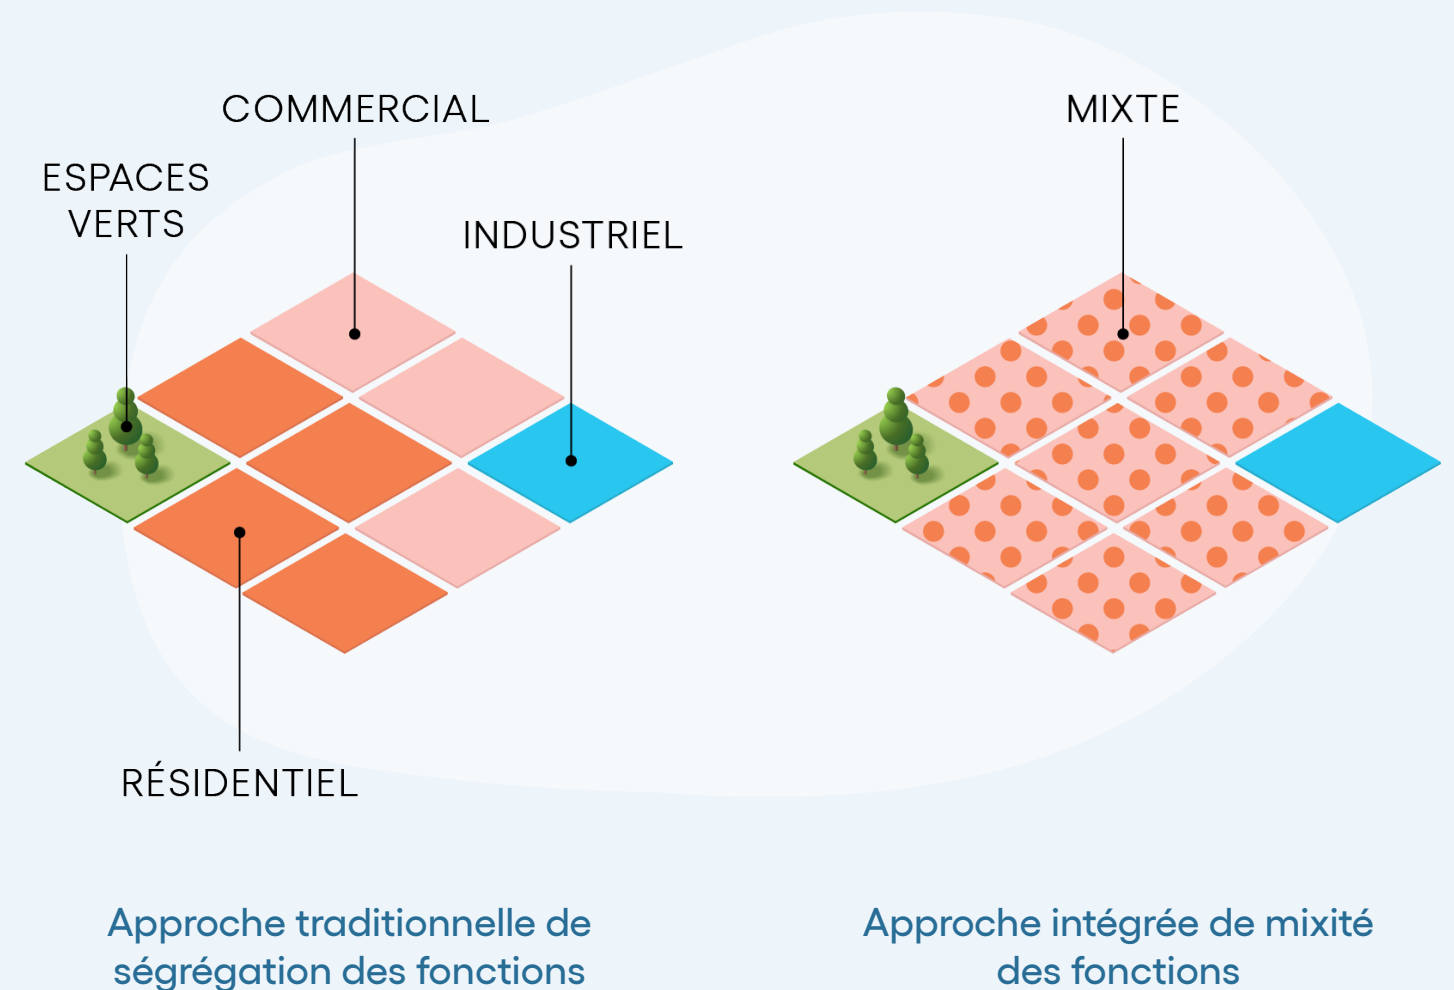 COMMERCIAL
MIXTE
ESPACES
VERTS
INDUSTRIEL
RÉSIDENTIEL
Approche traditionnelle de
ségrégation des fonctions
Approche intégrée de mixité
des fonctions